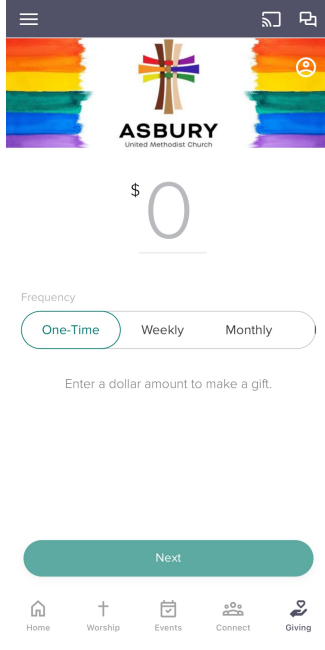 ASBURY
United Methodist Church
$0
Frequency
One-Time Weekly Monthly
Enter a dollar amount to make a gift.
Next
Home Worship Events Connect Giving